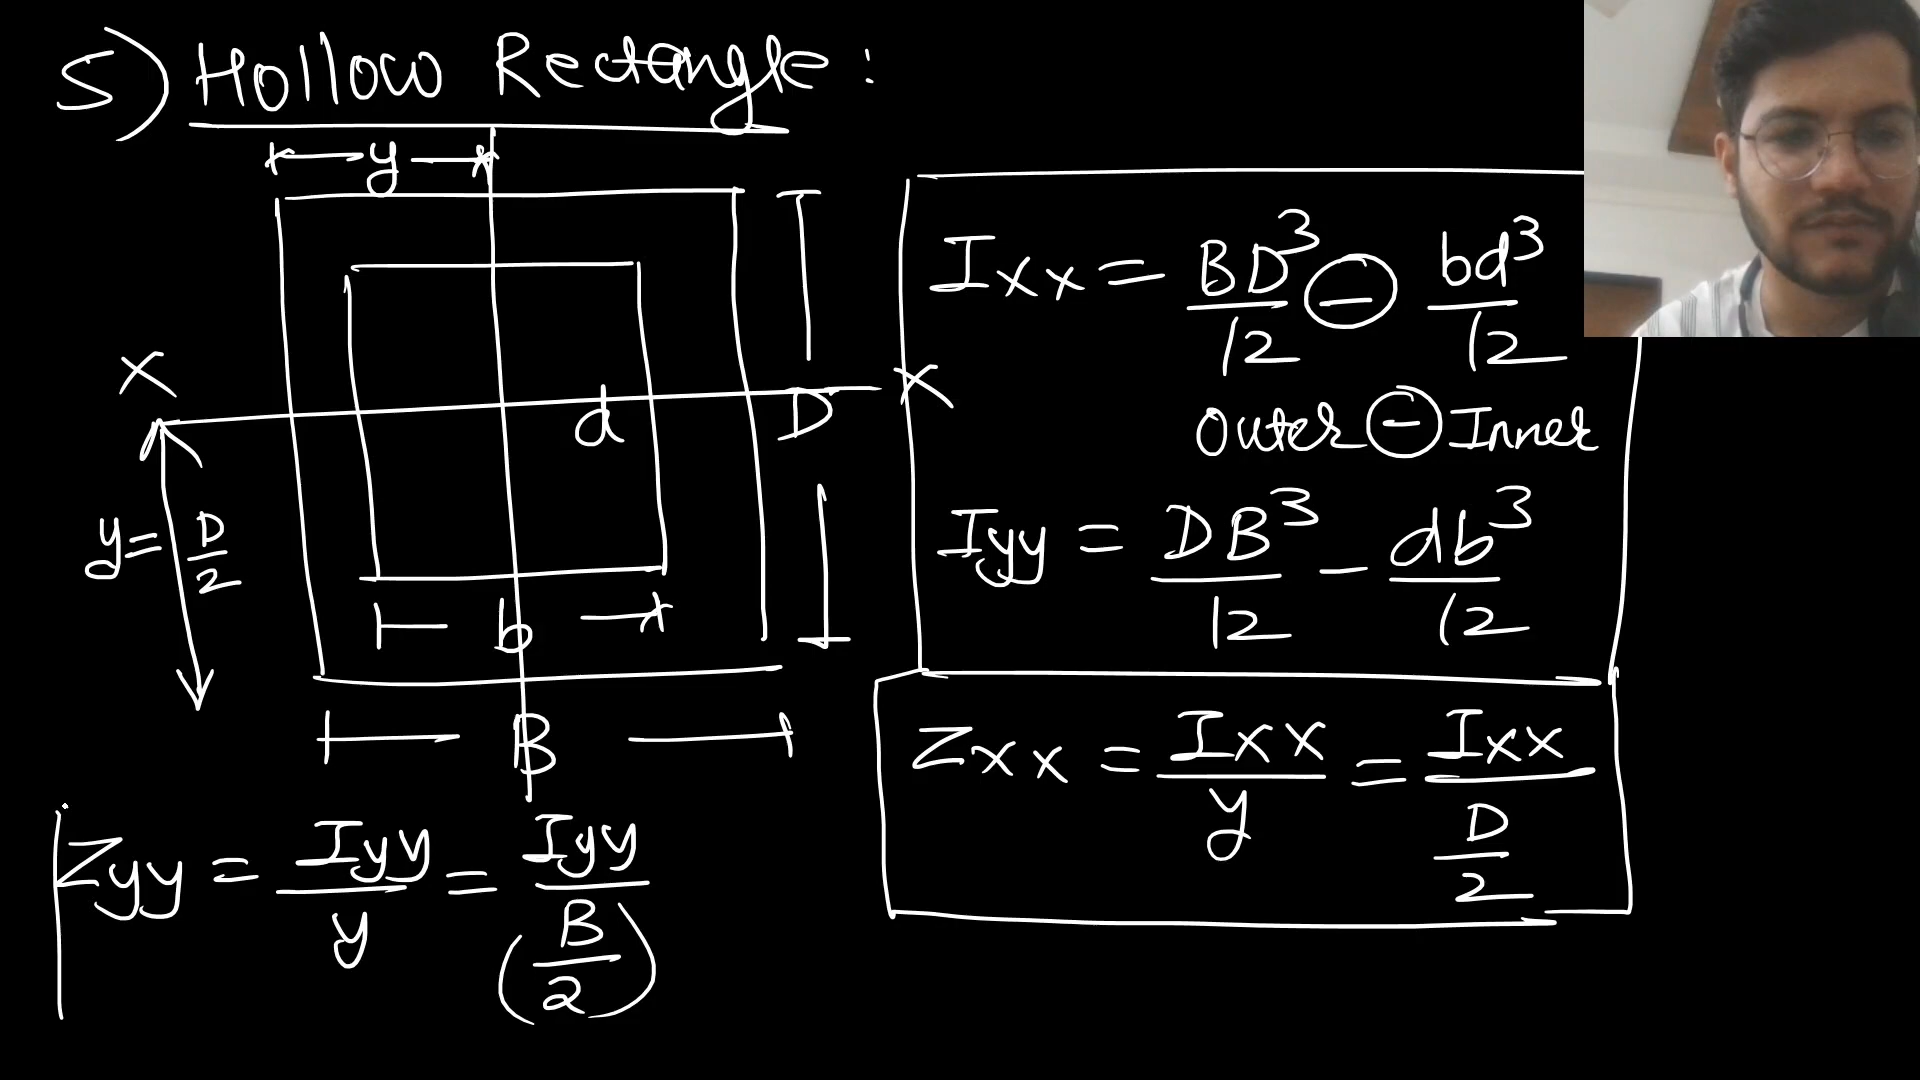 5) Hollow Rectangle :
y
X
X
d
D
y = D/2
b
B
Ixx = BD³/12 - bd³/12
Outer - Inner
Iyy = DB³/12 - db³/12
Zxx = Ixx/y = Ixx/D/2
Zyy = Iyy/y = Iyy/(B/2)